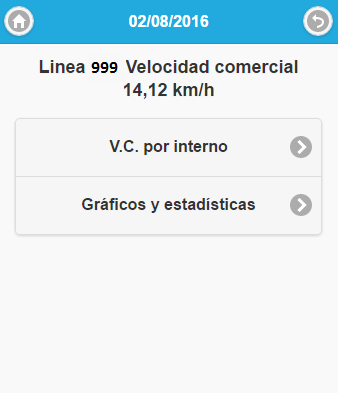 02/08/2016
Linea 999 Velocidad comercial
14,12 km/h
V.C. por interno
Gráficos y estadísticas